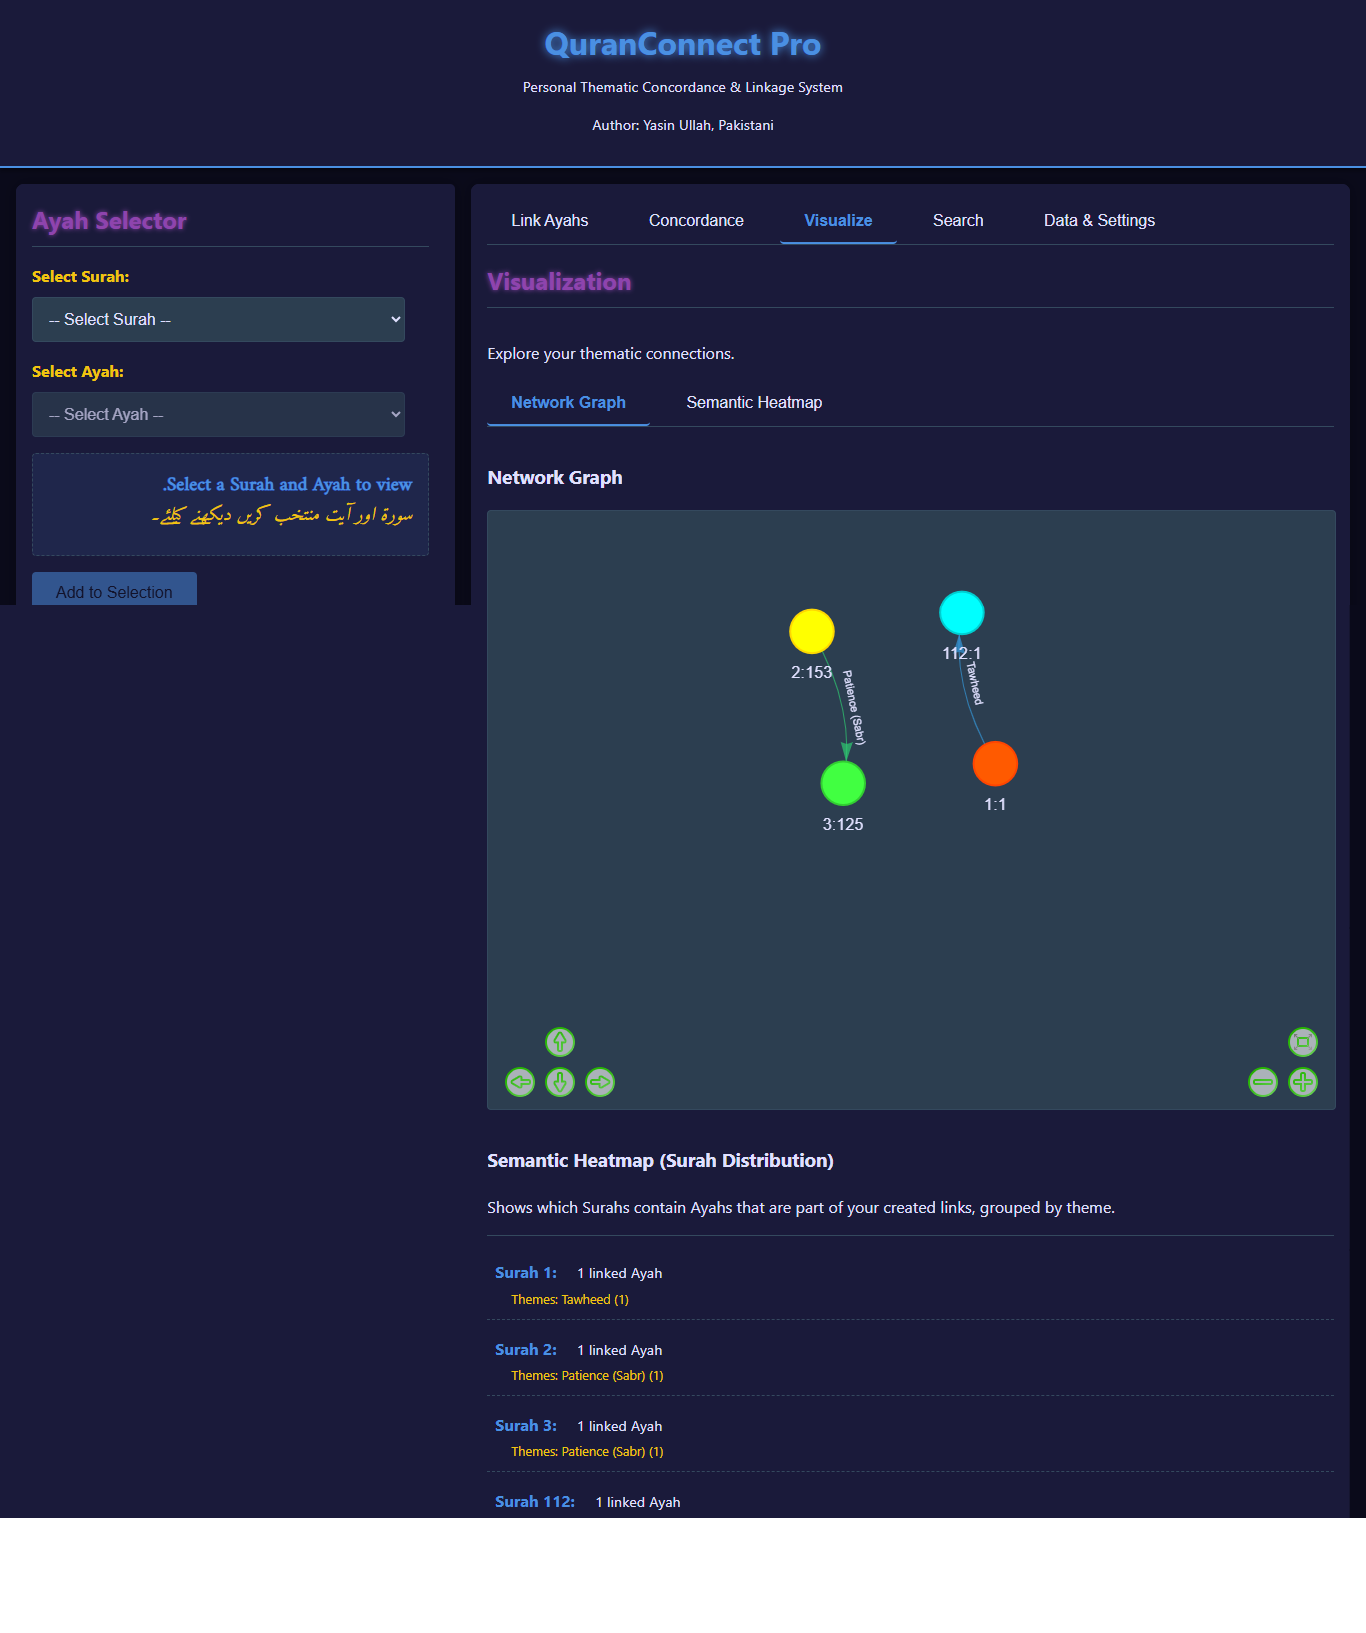 QuranConnect Pro
Personal Thematic Concordance & Linkage System
Author: Yasin Ullah, Pakistani
Ayah Selector
Select Surah:
-- Select Surah --
Select Ayah:
-- Select Ayah --
.Select a Surah and Ayah to view
سورۃ اور آیت منتخب کریں دیکھنے کیلئے۔
Add to Selection
Link Ayahs
Concordance
Visualize
Search
Data & Settings
Visualization
Explore your thematic connections.
Network Graph
Semantic Heatmap
Network Graph
2:153
Patience (Sabr)
3:125
112:1
Tawheed
1:1
Semantic Heatmap (Surah Distribution)
Shows which Surahs contain Ayahs that are part of your created links, grouped by theme.
Surah 1: 1 linked Ayah
Themes: Tawheed (1)
Surah 2: 1 linked Ayah
Themes: Patience (Sabr) (1)
Surah 3: 1 linked Ayah
Themes: Patience (Sabr) (1)
Surah 112: 1 linked Ayah